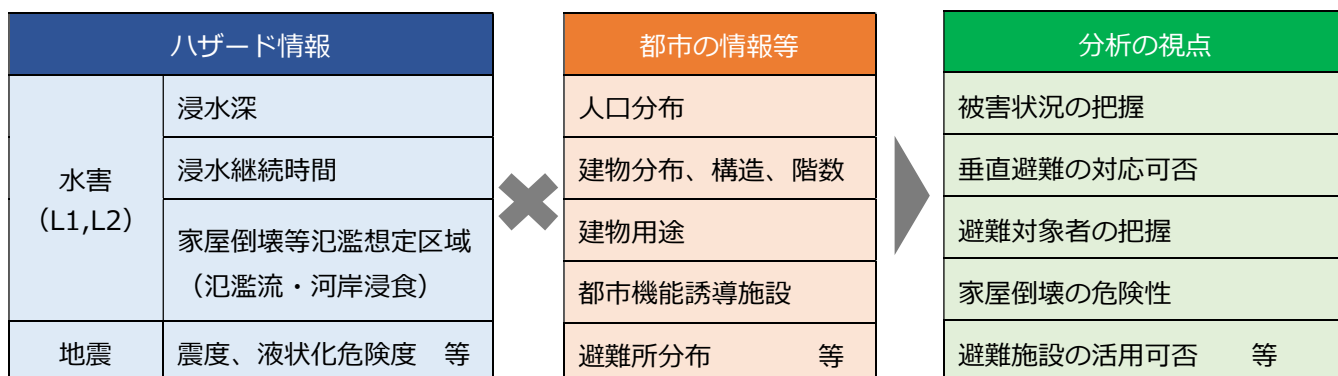 ハザード情報
水害
（L1,L2）
浸水深
浸水継続時間
家屋倒壊等氾濫想定区域
（氾濫流・河岸浸食）
地震
震度、液状化危険度　等
都市の情報等
人口分布
建物分布、構造、階数
建物用途
都市機能誘導施設
避難所分布　等
分析の視点
被害状況の把握
垂直避難の対応可否
避難対象者の把握
家屋倒壊の危険性
避難施設の活用可否　等